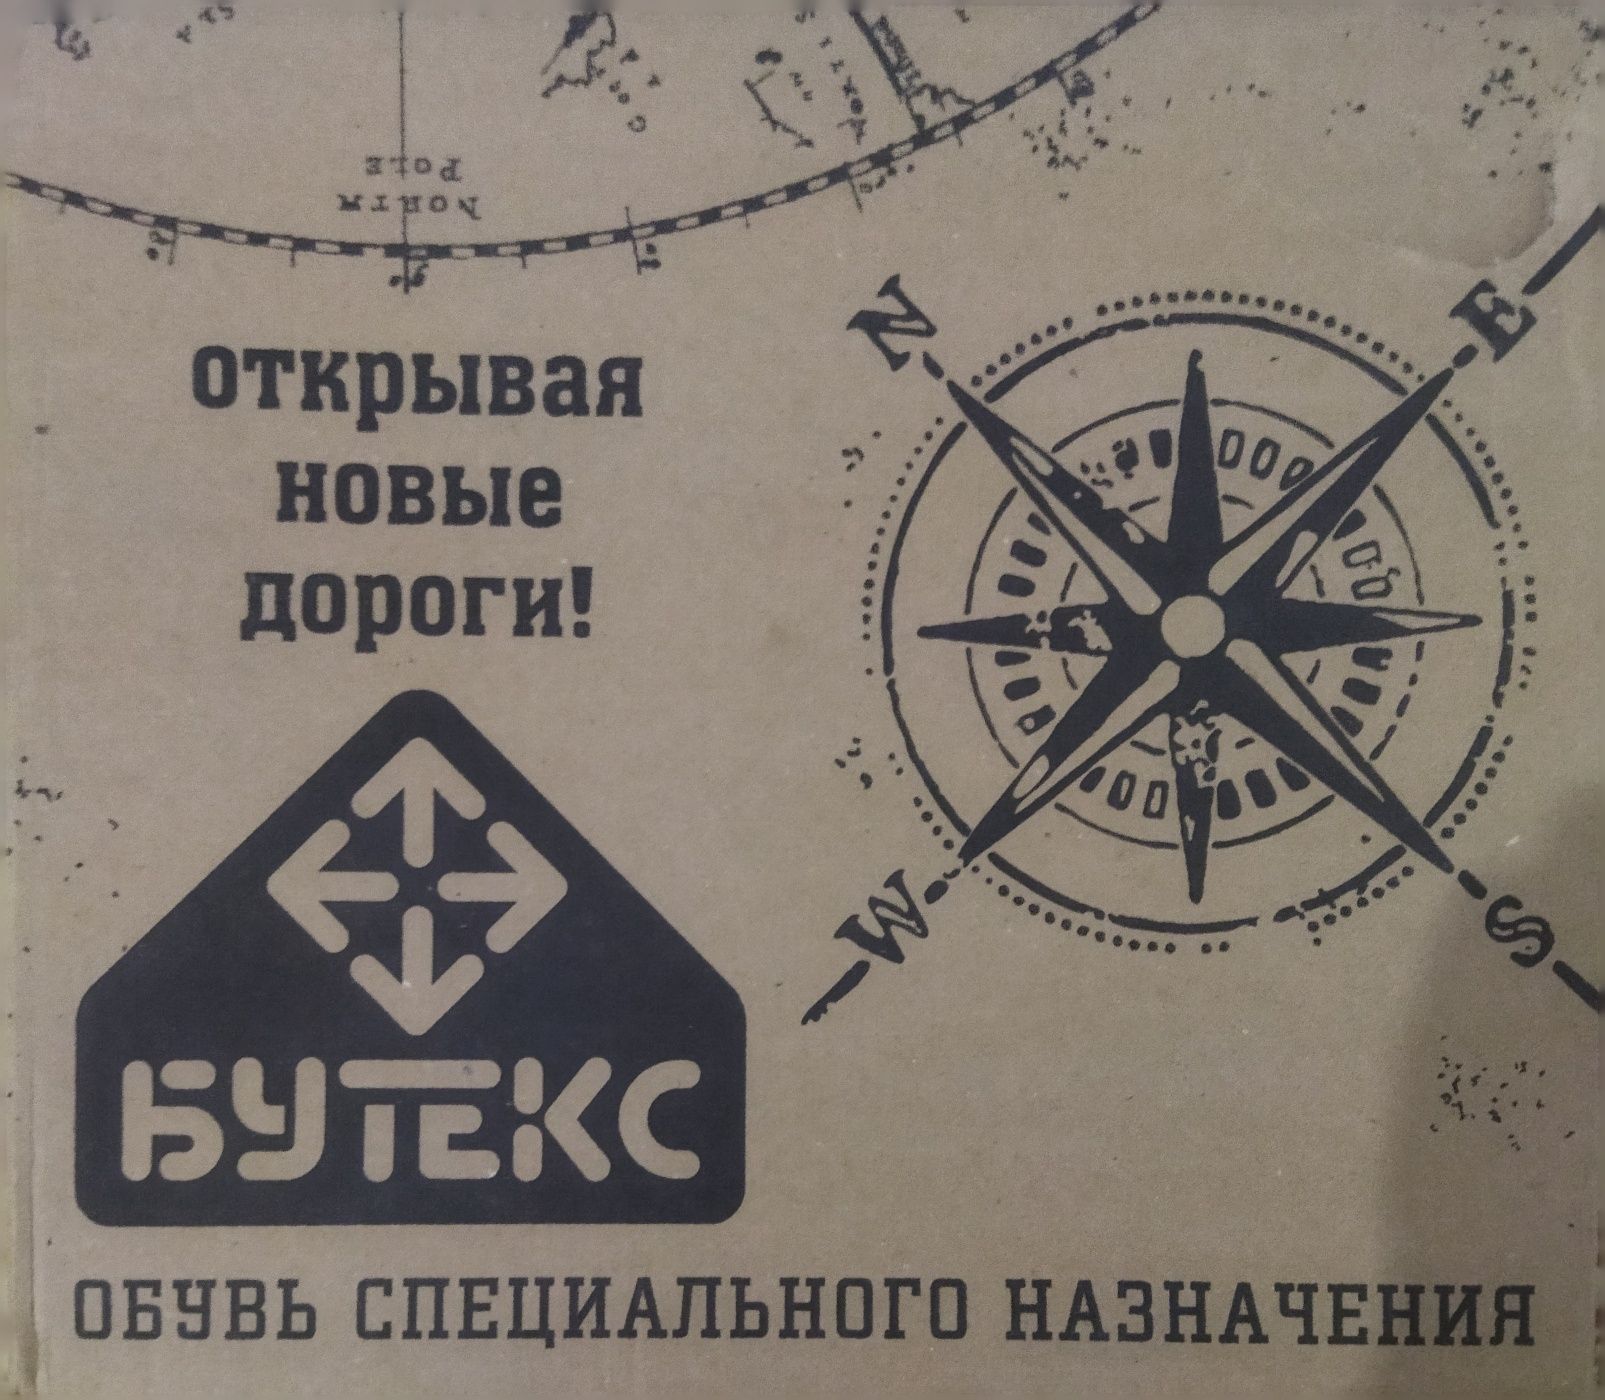 NORTH
POLE
открывая
новые
дороги!
N
E
W
S
БУТЕКС
ОБУВЬ СПЕЦИАЛЬНОГО НАЗНАЧЕНИЯ